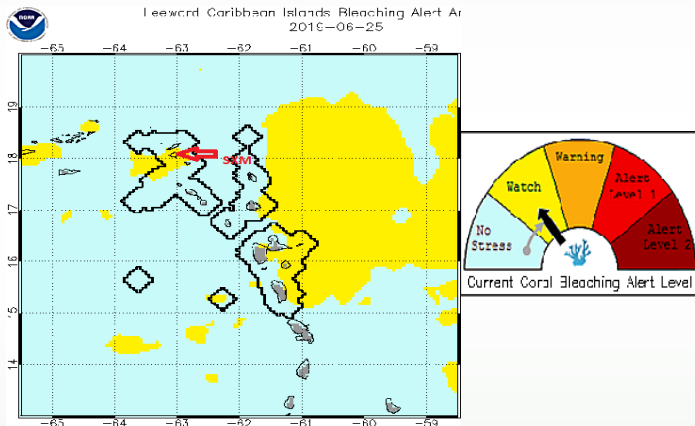 NOAA
Leeward Caribbean Islands Bleaching Alert Ar
2019-06-25
-65 -64 -63 -62 -61 -60 -59
19
18
17
16
15
14
SXM
-65 -64 -63 -62 -61 -60 -59
No
Stress
Watch
Warning
Alert
Level 1
Alert
Level 2
Current Coral Bleaching Alert Level